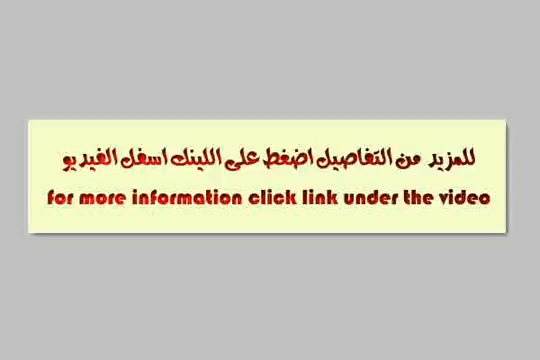 للمزيد من التفاصيل اضغط على اللينك اسفل الفيديو
for more information click link under the video